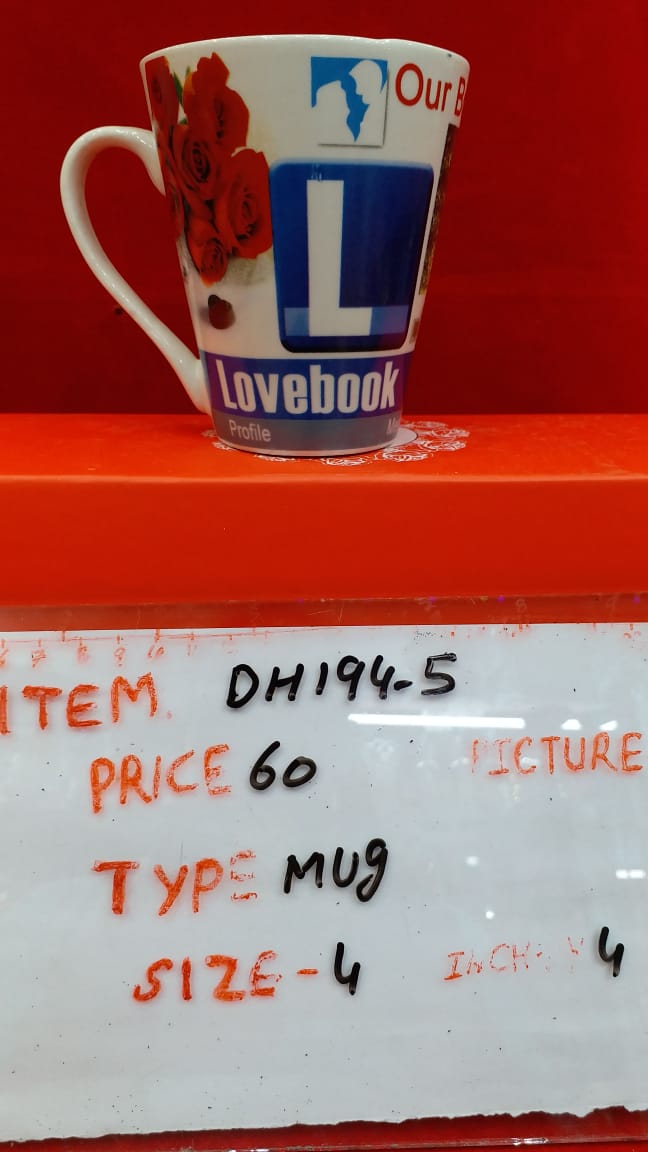 Our B
L
Lovebook
Profile
ITEM. DH194-5
PRICE 60
PICTURE
TYPE MUg
SIZE-4 INCH 4